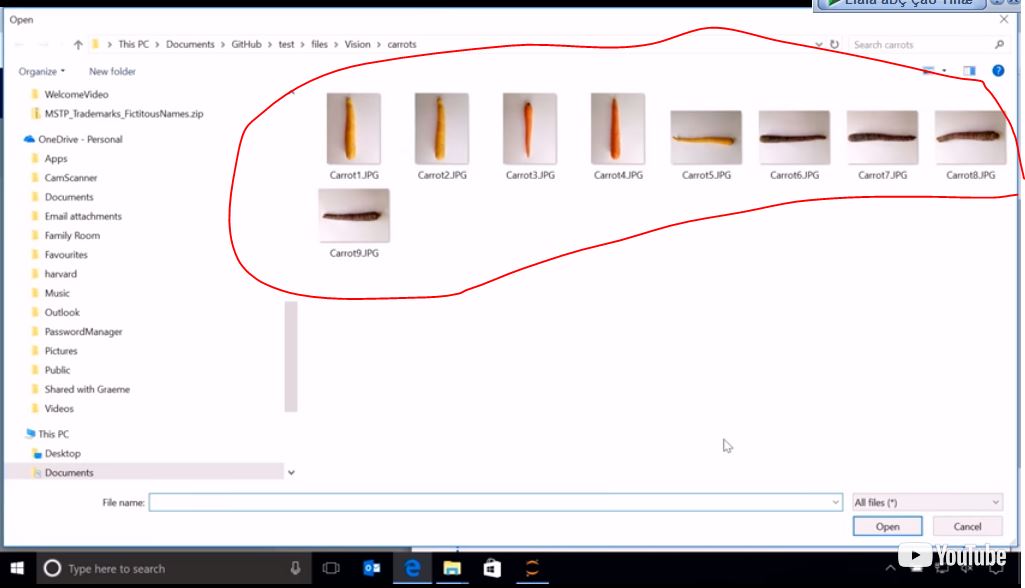 Open
This PC > Documents > GitHub > test > files > Vision > carrots
Search carrots
Organize
New folder
WelcomeVideo
MSTP_Trademarks_FictitousNames.zip
OneDrive - Personal
Apps
CamScanner
Documents
Email attachments
Family Room
Favourites
harvard
Music
Outlook
PasswordManager
Pictures
Public
Shared with Graeme
Videos
This PC
Desktop
Documents
Carrot1.JPG Carrot2.JPG Carrot3.JPG Carrot4.JPG Carrot5.JPG Carrot6.JPG Carrot7.JPG Carrot8.JPG
Carrot9.JPG
File name:
All files (*)
Open
Cancel
Type here to search
YouTube